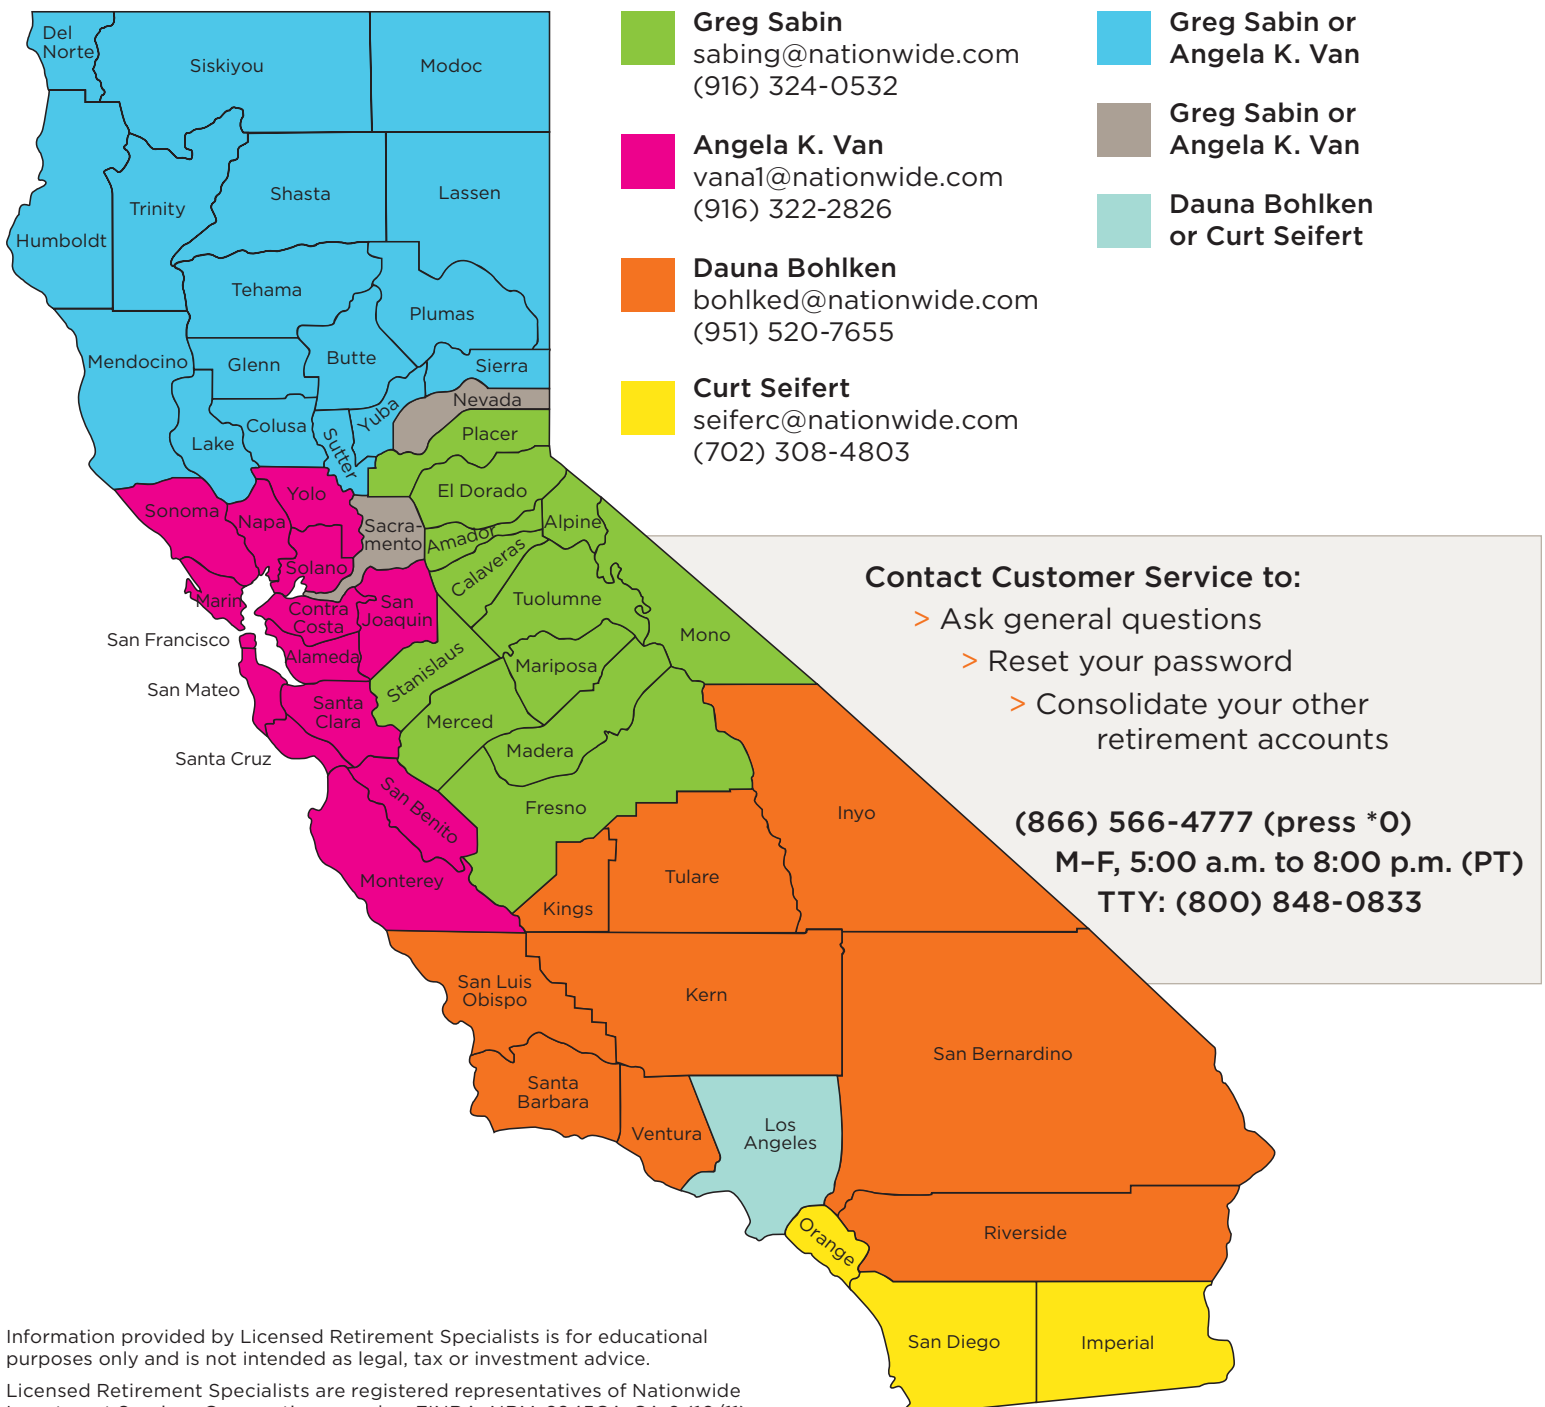 Greg Sabin
sabing@nationwide.com
(916) 324-0532
Angela K. Van
vana1@nationwide.com
(916) 322-2826
Dauna Bohlken
bohlked@nationwide.com
(951) 520-7655
Curt Seifert
seiferc@nationwide.com
(702) 308-4803
Greg Sabin or
Angela K. Van
Greg Sabin or
Angela K. Van
Dauna Bohlken
or Curt Seifert
Del
Norte
Siskiyou
Modoc
Humboldt
Trinity
Shasta
Lassen
Tehama
Plumas
Mendocino
Glenn
Butte
Sierra
Nevada
Lake
Colusa
Sutter
Yuba
Placer
Sonoma
Napa
Yolo
Sacra-
mento
El Dorado
Alpine
Amador
Calaveras
Solano
Marin
Contra
Costa
San
Joaquin
Tuolumne
Mono
San Francisco
Alameda
Stanislaus
Mariposa
San Mateo
Santa
Clara
Merced
Madera
Santa Cruz
San Benito
Fresno
Inyo
Monterey
Kings
Tulare
San Luis
Obispo
Kern
San Bernardino
Santa
Barbara
Ventura
Los
Angeles
Orange
Riverside
San Diego
Imperial
Contact Customer Service to:
> Ask general questions
> Reset your password
> Consolidate your other
retirement accounts
(866) 566-4777 (press *0)
M–F, 5:00 a.m. to 8:00 p.m. (PT)
TTY: (800) 848-0833
Information provided by Licensed Retirement Specialists is for educational
purposes only and is not intended as legal, tax or investment advice.
Licensed Retirement Specialists are registered representatives of Nationwide